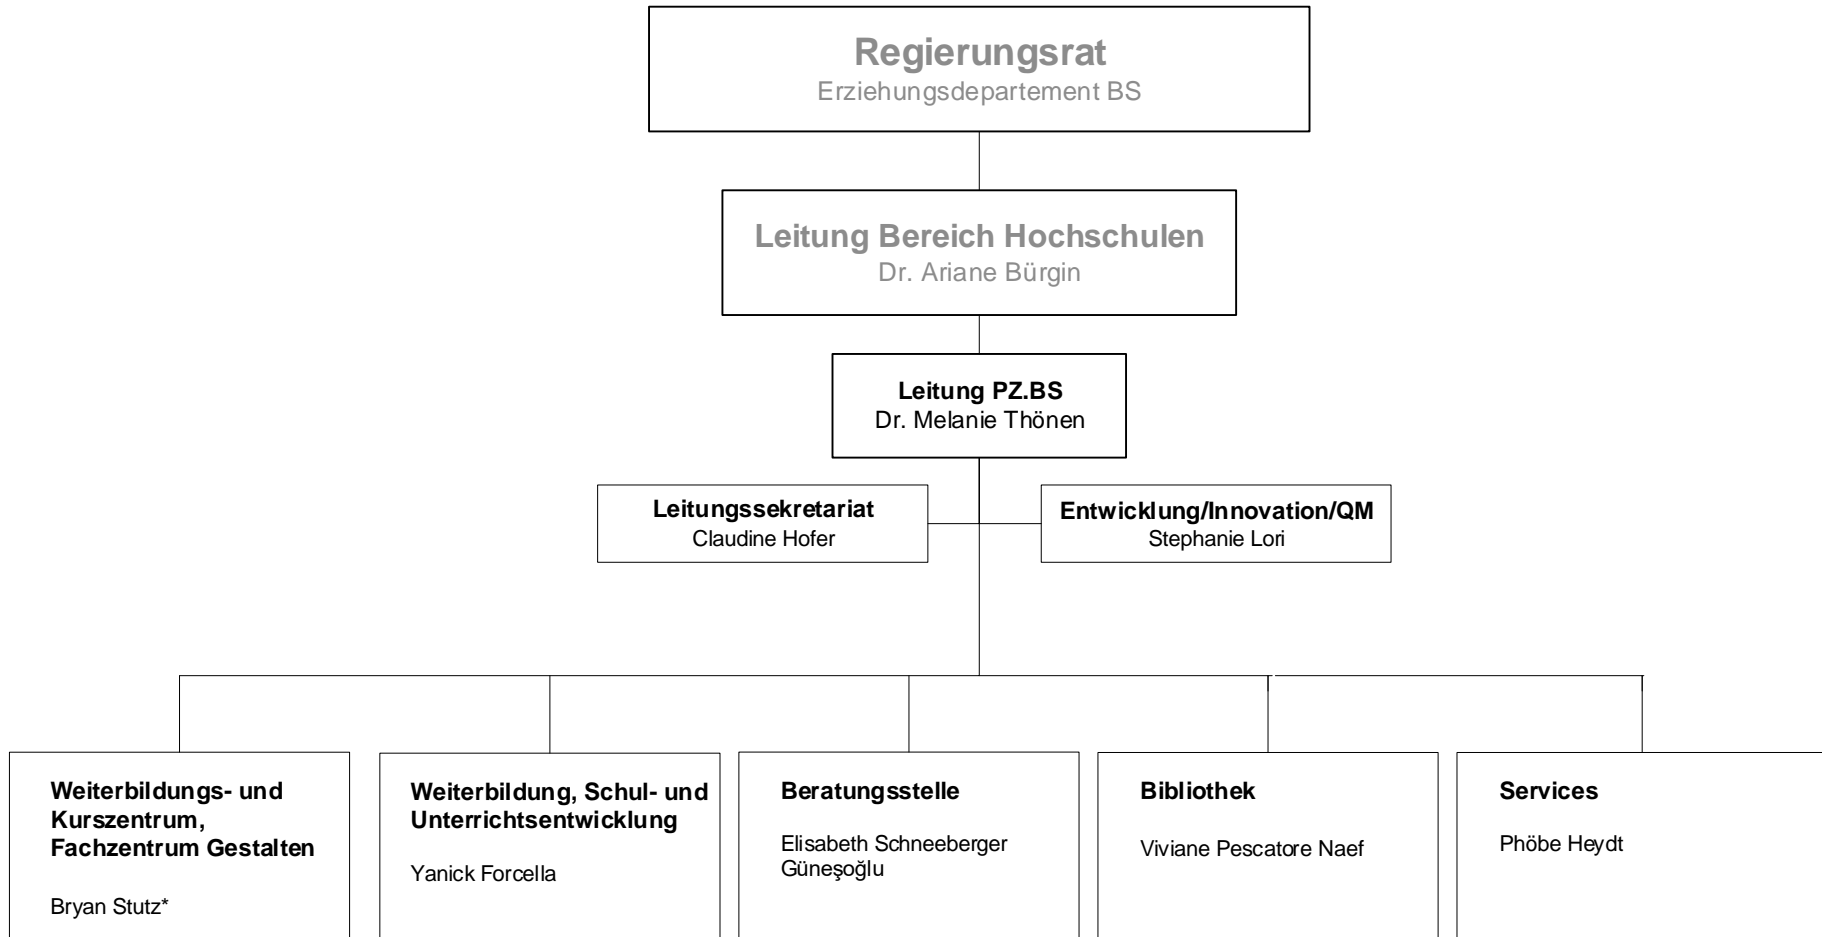 Regierungsrat
Erziehungsdepartement BS
Leitung Bereich Hochschulen
Dr. Ariane Bürgin
Leitung PZ.BS
Dr. Melanie Thönen
Leitungssekretariat
Claudine Hofer
Entwicklung/Innovation/QM
Stephanie Lori
Weiterbildungs- und
Kurszentrum,
Fachzentrum Gestalten
Bryan Stutz*
Weiterbildung, Schul- und
Unterrichtsentwicklung
Yanick Forcella
Beratungsstelle
Elisabeth Schneeberger
Güneşoğlu
Bibliothek
Viviane Pescatore Naef
Services
Phöbe Heydt